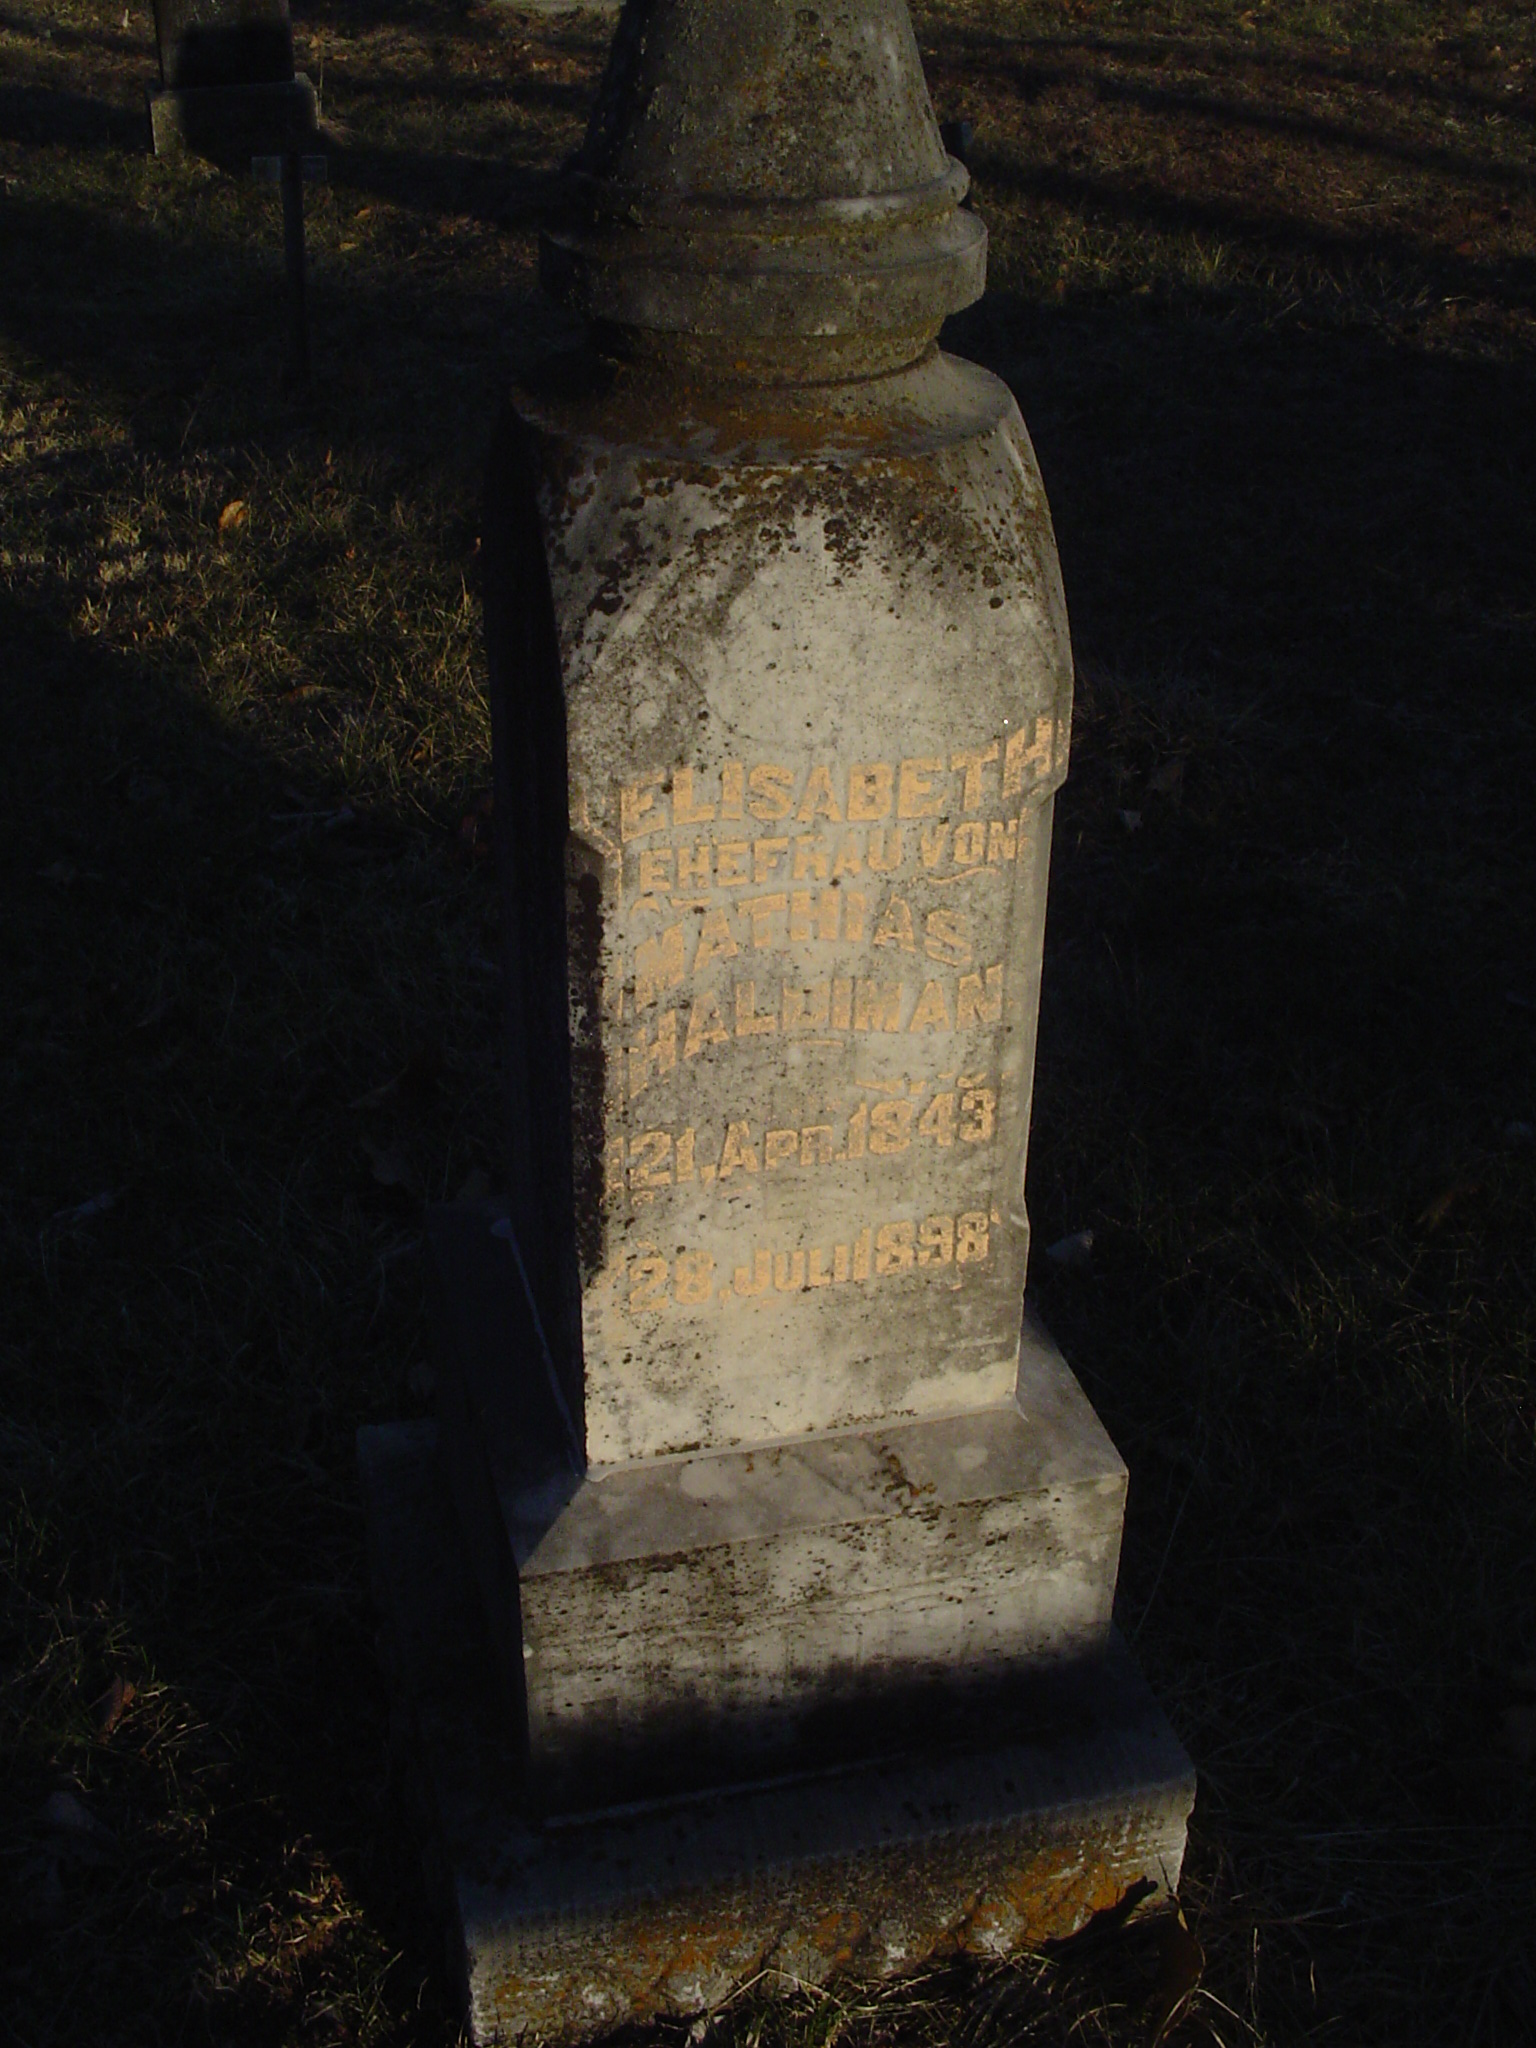 ELISABETH
EHEFRAU VON
MATHIAS
HALDIMAN
21. APR. 1843
28. JULI 1898